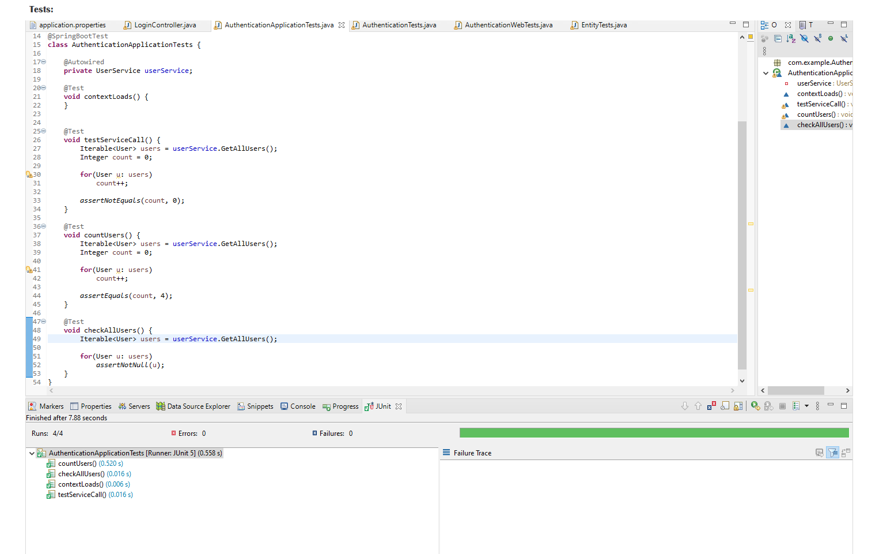 Tests:
application.properties LoginController.java AuthenticationApplicationTests.java AuthenticationTests.java AuthenticationWebTests.java EntityTests.java
14 @SpringBootTest
15 class AuthenticationApplicationTests {
16
17 @Autowired
18 private UserService userService;
19
20 @Test
21 void contextLoads() {
22 }
23
24
25 @Test
26 void testServiceCall() {
27 Iterable<User> users = userService.GetAllUsers();
28 Integer count = 0;
29
30 for(User u: users)
31 count++;
32
33 assertNotEquals(count, 0);
34 }
35
36 @Test
37 void countUsers() {
38 Iterable<User> users = userService.GetAllUsers();
39 Integer count = 0;
40
41 for(User u: users)
42 count++;
43
44 assertEquals(count, 4);
45 }
46
47 @Test
48 void checkAllUsers() {
49 Iterable<User> users = userService.GetAllUsers();
50
51 for(User u: users)
52 assertNotNull(u);
53 }
54 }
O T
com.example.Auther
AuthenticationApplic
userService : UserS
contextLoads() : vo
testServiceCall() : v
countUsers() : void
checkAllUsers() : v
Markers Properties Servers Data Source Explorer Snippets Console Progress JUnit
Finished after 7.88 seconds
Runs: 4/4 Errors: 0 Failures: 0
AuthenticationApplicationTests [Runner: JUnit 5] (0.558 s)
countUsers() (0.520 s)
checkAllUsers() (0.016 s)
contextLoads() (0.006 s)
testServiceCall() (0.016 s)
Failure Trace